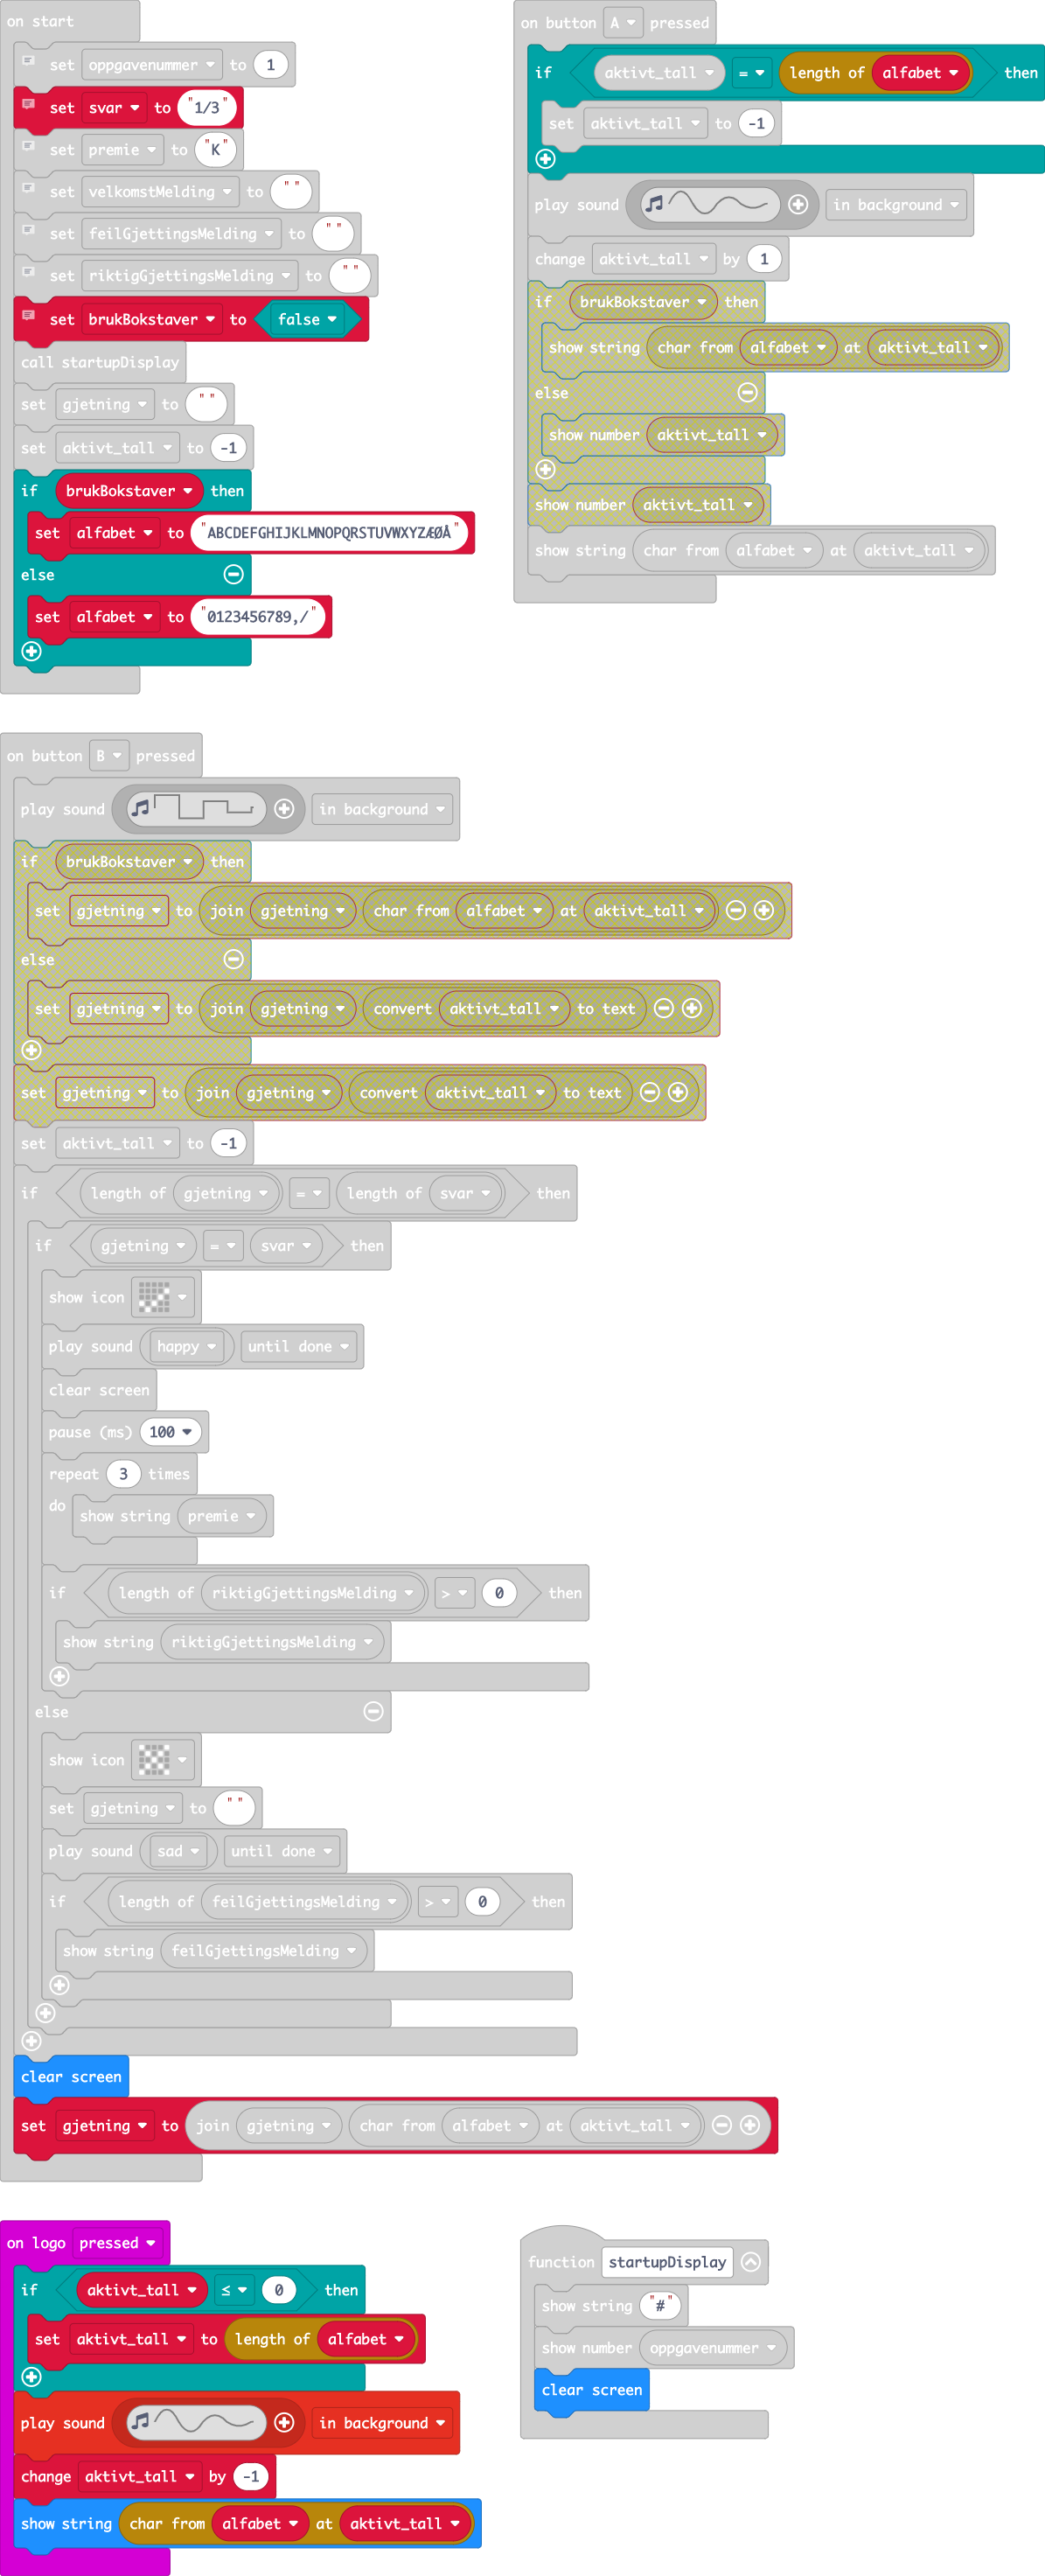 on start
set oppgavenummer to 1
set svar to "1/3"
set premie to "K"
set velkomstMelding to " "
set feilGjettingsMelding to " "
set riktigGjettingsMelding to " "
set brukBokstaver to false
call startupDisplay
set gjetning to " "
set aktivt_tall to -1
if brukBokstaver then
set alfabet to "ABCDEFGHIJKLMNOPQRSTUVWXYZÆØÅ"
else
set alfabet to "0123456789,/"
on button A pressed
if aktivt_tall = length of alfabet then
set aktivt_tall to -1
play sound in background
change aktivt_tall by 1
if brukBokstaver then
show string char from alfabet at aktivt_tall
else
show number aktivt_tall
show number aktivt_tall
show string char from alfabet at aktivt_tall
on button B pressed
play sound in background
if brukBokstaver then
set gjetning to join gjetning char from alfabet at aktivt_tall
else
set gjetning to join gjetning convert aktivt_tall to text
set gjetning to join gjetning convert aktivt_tall to text
set aktivt_tall to -1
if length of gjetning = length of svar then
if gjetning = svar then
show icon
play sound happy until done
clear screen
pause (ms) 100
repeat 3 times
do show string premie
if length of riktigGjettingsMelding > 0 then
show string riktigGjettingsMelding
else
show icon
set gjetning to " "
play sound sad until done
if length of feilGjettingsMelding > 0 then
show string feilGjettingsMelding
clear screen
set gjetning to join gjetning char from alfabet at aktivt_tall
on logo pressed
if aktivt_tall ≤ 0 then
set aktivt_tall to length of alfabet
play sound in background
change aktivt_tall by -1
show string char from alfabet at aktivt_tall
function startupDisplay
show string "#"
show number oppgavenummer
clear screen